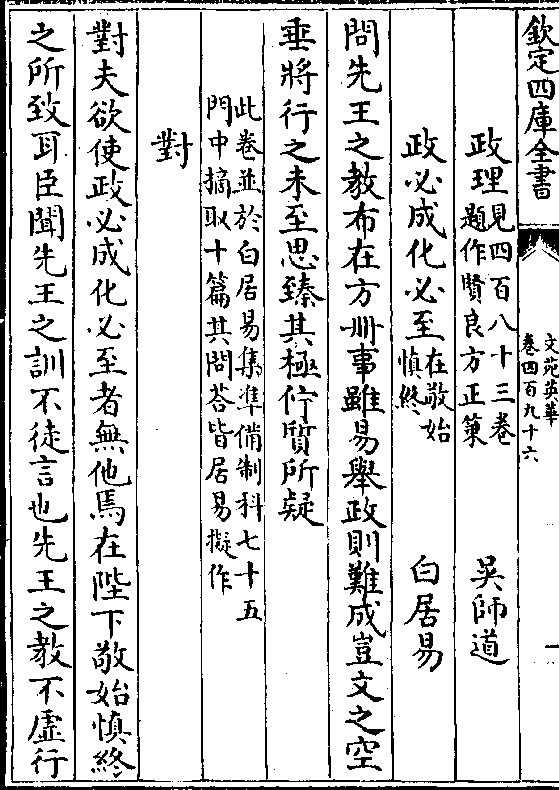 欽定四庫全書
文苑英華
卷四百九十六
一
政理見四百八十三卷
題作賢良方正策
吳師道
政必成化必至在敬始
慎終
白居易
問先王之教布在方冊事雖易舉政則難成豈文之空
垂將行之未至思臻其極佇質所疑
此卷並於白居易集準備制科七十五
門中摘取十篇其問荅皆居易擬作
對
對夫欲使政必成化必至者無他焉在陛下敬始慎終
之所致耳臣聞先王之訓不徒言也先王之教不虛行